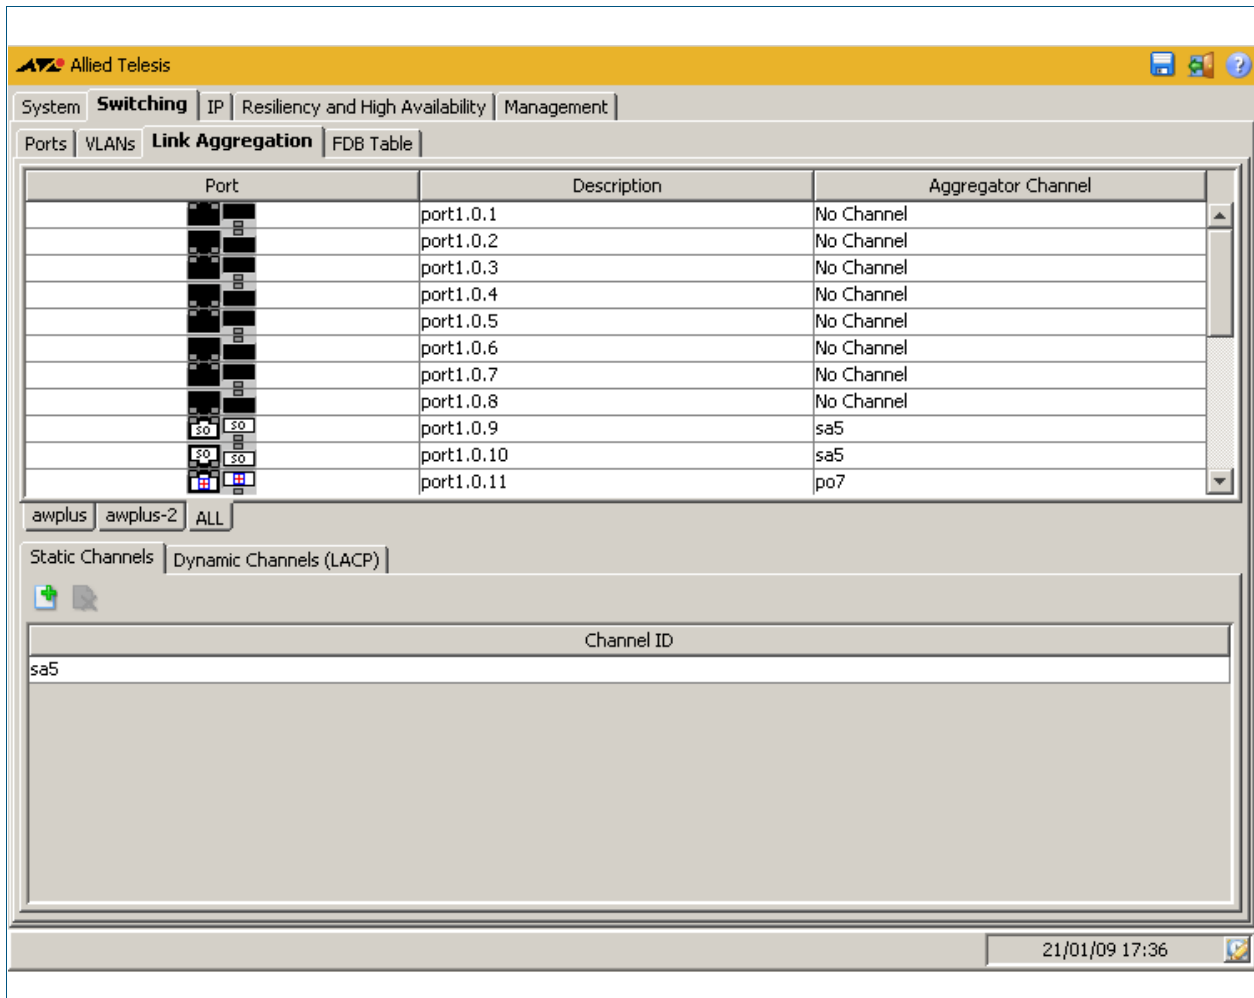 Allied Telesis
System Switching IP Resiliency and High Availability Management
Ports VLANs Link Aggregation FDB Table
Port Description Aggregator Channel
port1.0.1 No Channel
port1.0.2 No Channel
port1.0.3 No Channel
port1.0.4 No Channel
port1.0.5 No Channel
port1.0.6 No Channel
port1.0.7 No Channel
port1.0.8 No Channel
port1.0.9 sa5
port1.0.10 sa5
port1.0.11 po7
awplus awplus-2 ALL
Static Channels Dynamic Channels (LACP)
Channel ID
sa5
21/01/09 17:36